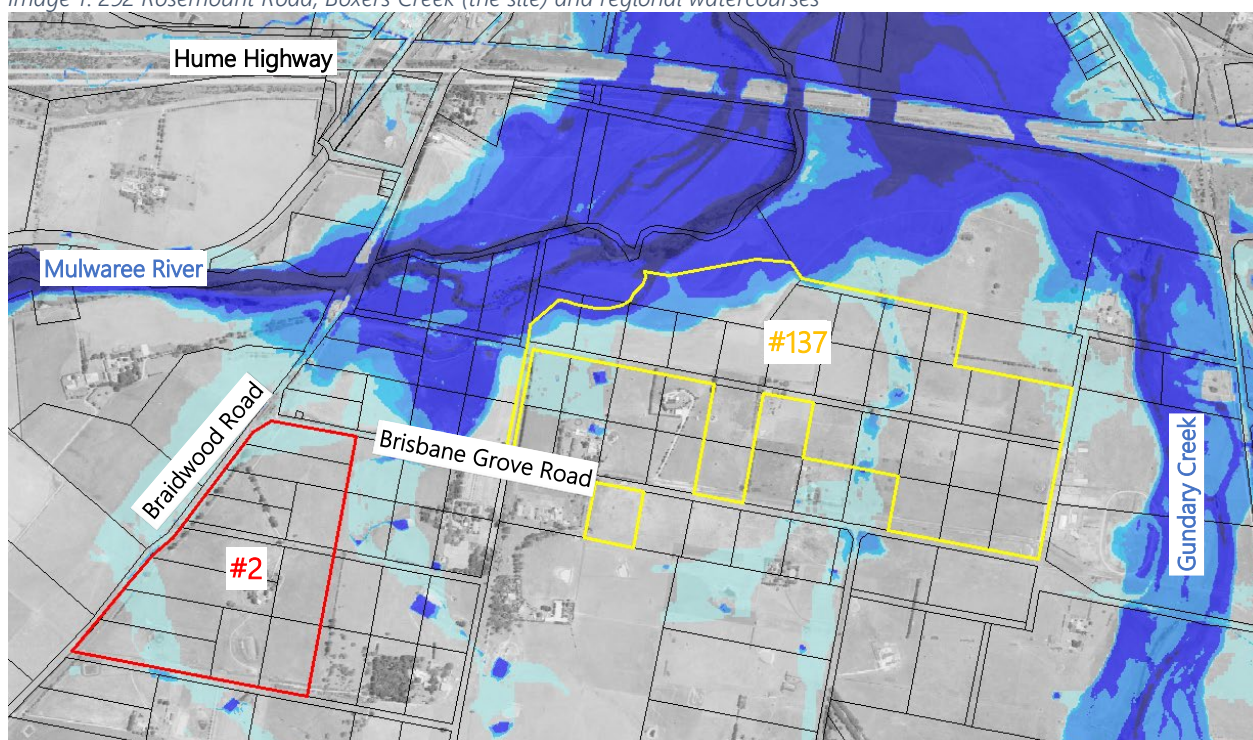 Image 1: 292 Rosemount Road, Boxers Creek (the site) and regional watercourses
Hume Highway
Mulwaree River
#137
Braidwood Road
Brisbane Grove Road
Gundary Creek
#2